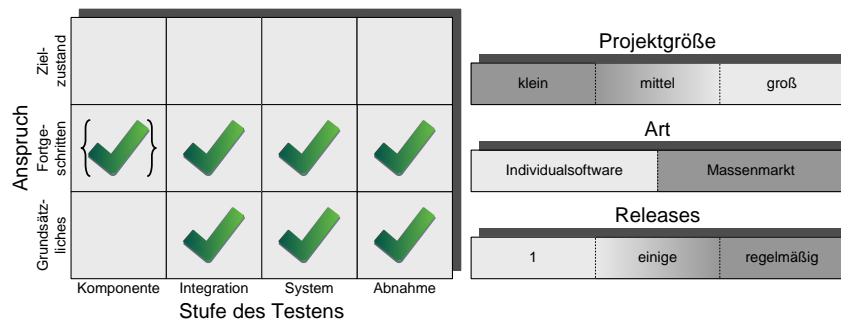 Anspruch
Ziel-
zustand
Fortge-
schritten
Grundsätz-
liches
Komponente
Integration
System
Abnahme
Stufe des Testens
Projektgröße
klein
mittel
groß
Art
Individualsoftware
Massenmarkt
Releases
1
einige
regelmäßig